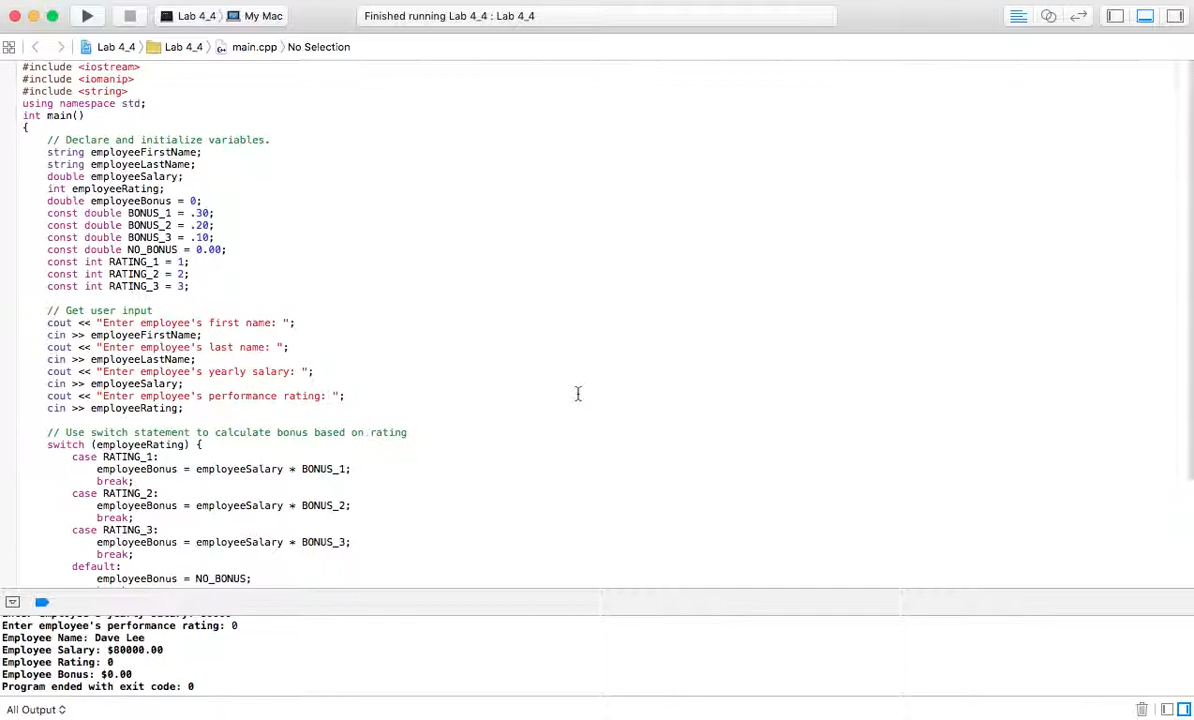 Lab 4_4 My Mac Finished running Lab 4_4 : Lab 4_4
Lab 4_4 Lab 4_4 main.cpp No Selection
#include <iostream>
#include <iomanip>
#include <string>
using namespace std;
int main()
{
// Declare and initialize variables.
string employeeFirstName;
string employeeLastName;
double employeeSalary;
int employeeRating;
double employeeBonus = 0;
const double BONUS_1 = .30;
const double BONUS_2 = .20;
const double BONUS_3 = .10;
const double NO_BONUS = 0.00;
const int RATING_1 = 1;
const int RATING_2 = 2;
const int RATING_3 = 3;
// Get user input
cout << "Enter employee's first name: ";
cin >> employeeFirstName;
cout << "Enter employee's last name: ";
cin >> employeeLastName;
cout << "Enter employee's yearly salary: ";
cin >> employeeSalary;
cout << "Enter employee's performance rating: ";
cin >> employeeRating;
// Use switch statement to calculate bonus based on rating
switch (employeeRating) {
case RATING_1:
employeeBonus = employeeSalary * BONUS_1;
break;
case RATING_2:
employeeBonus = employeeSalary * BONUS_2;
break;
case RATING_3:
employeeBonus = employeeSalary * BONUS_3;
break;
default:
employeeBonus = NO_BONUS;
Enter employee's performance rating: 0
Employee Name: Dave Lee
Employee Salary: $80000.00
Employee Rating: 0
Employee Bonus: $0.00
Program ended with exit code: 0
All Output